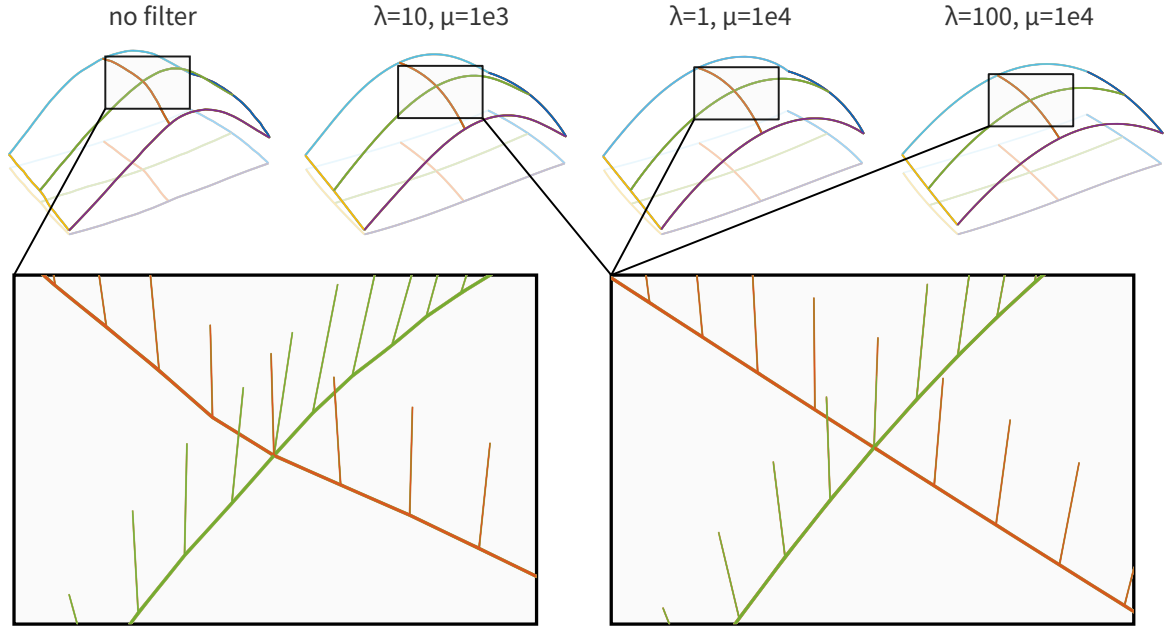 no filter
λ=10, μ=1e3
λ=1, μ=1e4
λ=100, μ=1e4